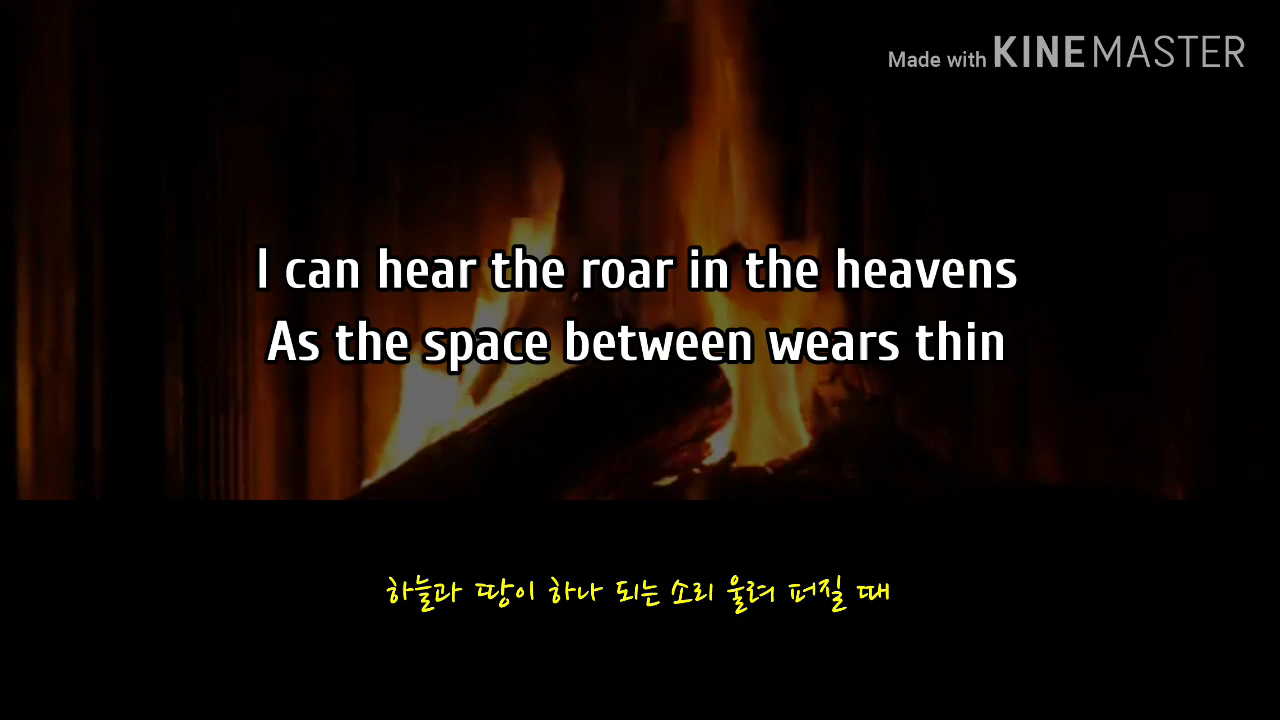 Made with KINEMASTER
I can hear the roar in the heavens
As the space between wears thin
하늘과 땅이 하나 되는 소리 울려 퍼질 때